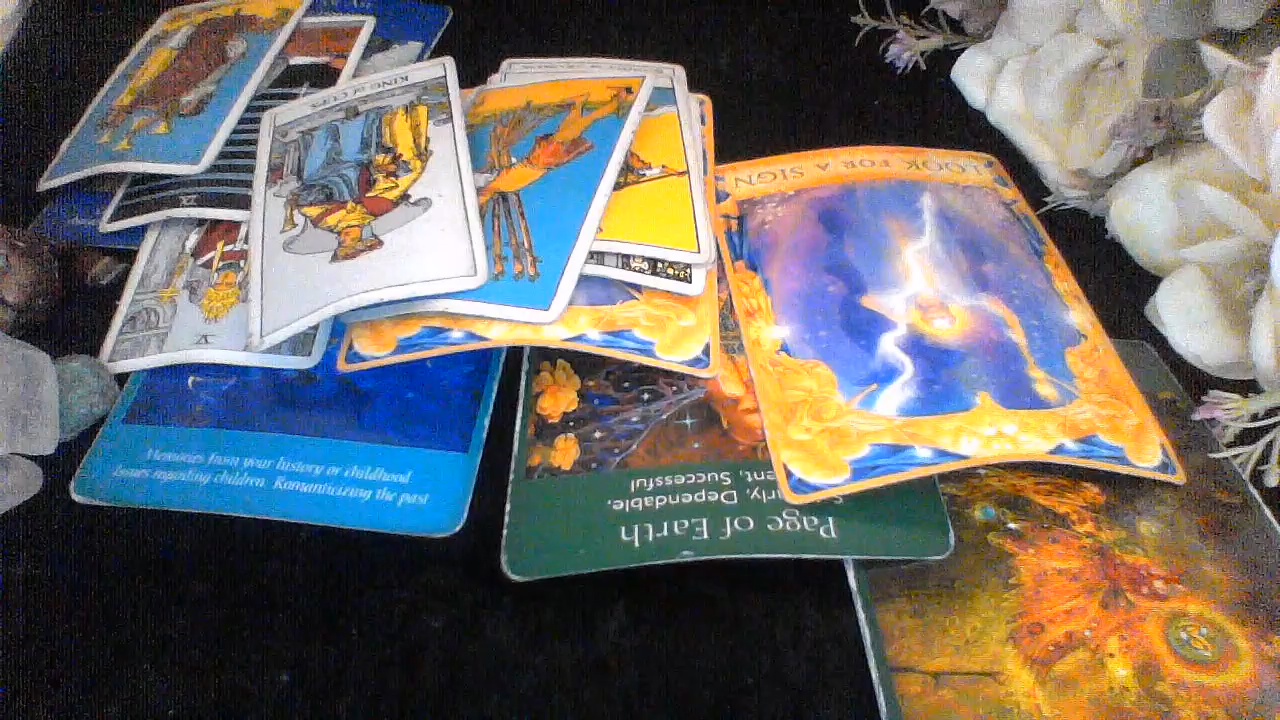 KING of CUPS
LOOK FOR A SIGN
X
V
Memories from your history or childhood
Issues regarding children. Romanticizing the past
Page of Earth
Dependable,
Successful